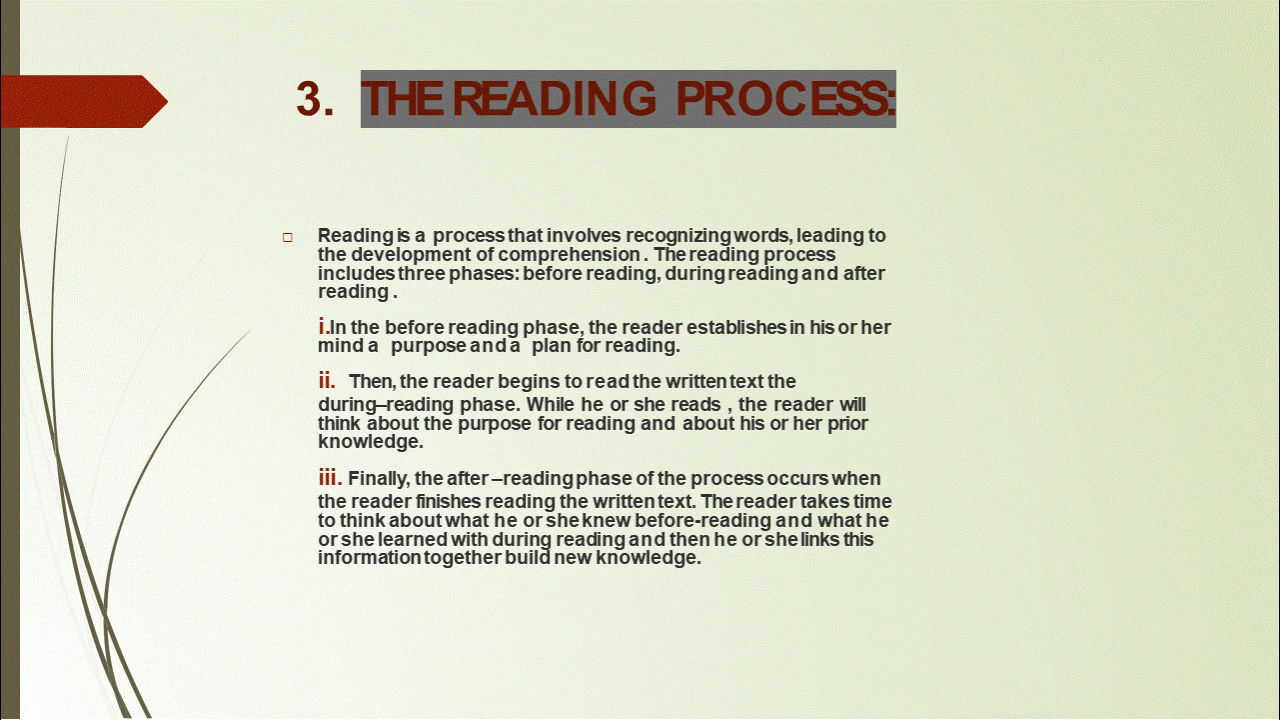 3. THE READING PROCESS:
Reading is a process that involves recognizing words, leading to
the development of comprehension . The reading process
includes three phases: before reading, during reading and after
reading .
i.In the before reading phase, the reader establishes in his or her
mind a purpose and a plan for reading.
ii. Then, the reader begins to read the written text the
during–reading phase. While he or she reads , the reader will
think about the purpose for reading and about his or her prior
knowledge.
iii. Finally, the after –reading phase of the process occurs when
the reader finishes reading the written text. The reader takes time
to think about what he or she knew before-reading and what he
or she learned with during reading and then he or she links this
information together build new knowledge.